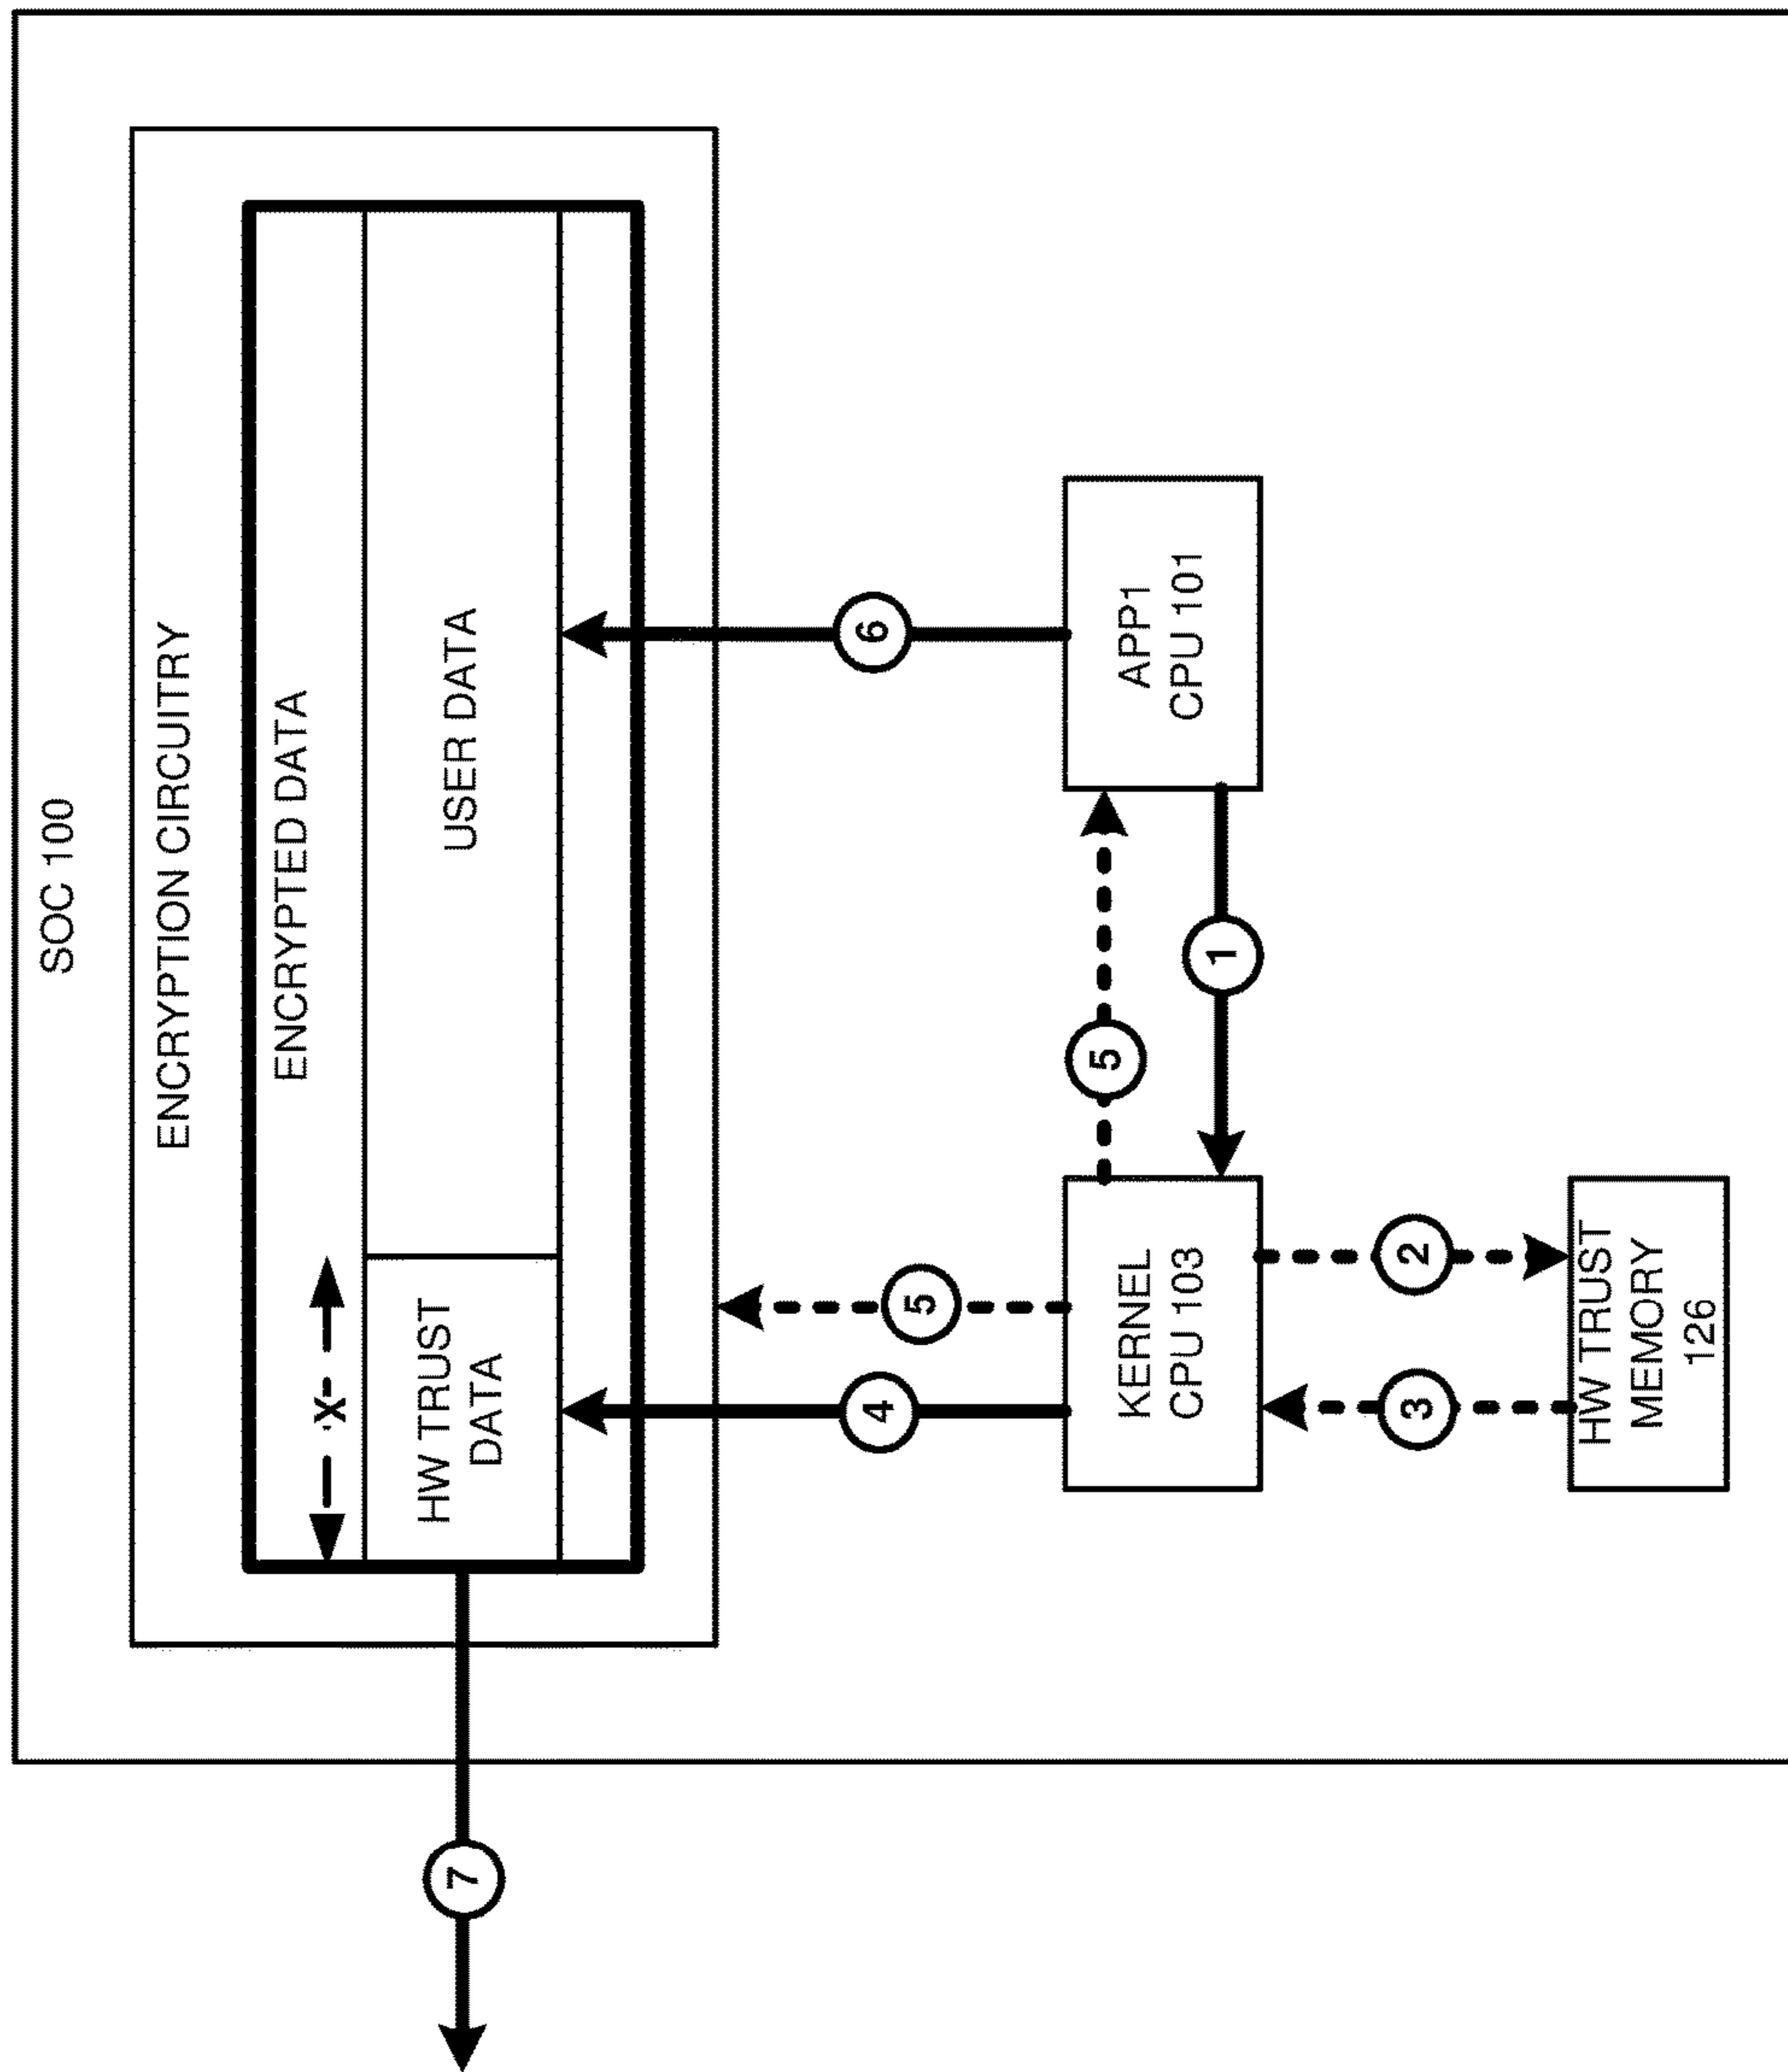 SOC 100
ENCRYPTION CIRCUITRY
ENCRYPTED DATA
X
HW TRUST
DATA
USER DATA
7
4
5
6
KERNEL
CPU 103
5
1
APP1
CPU 101
3
2
HW TRUST
MEMORY
126